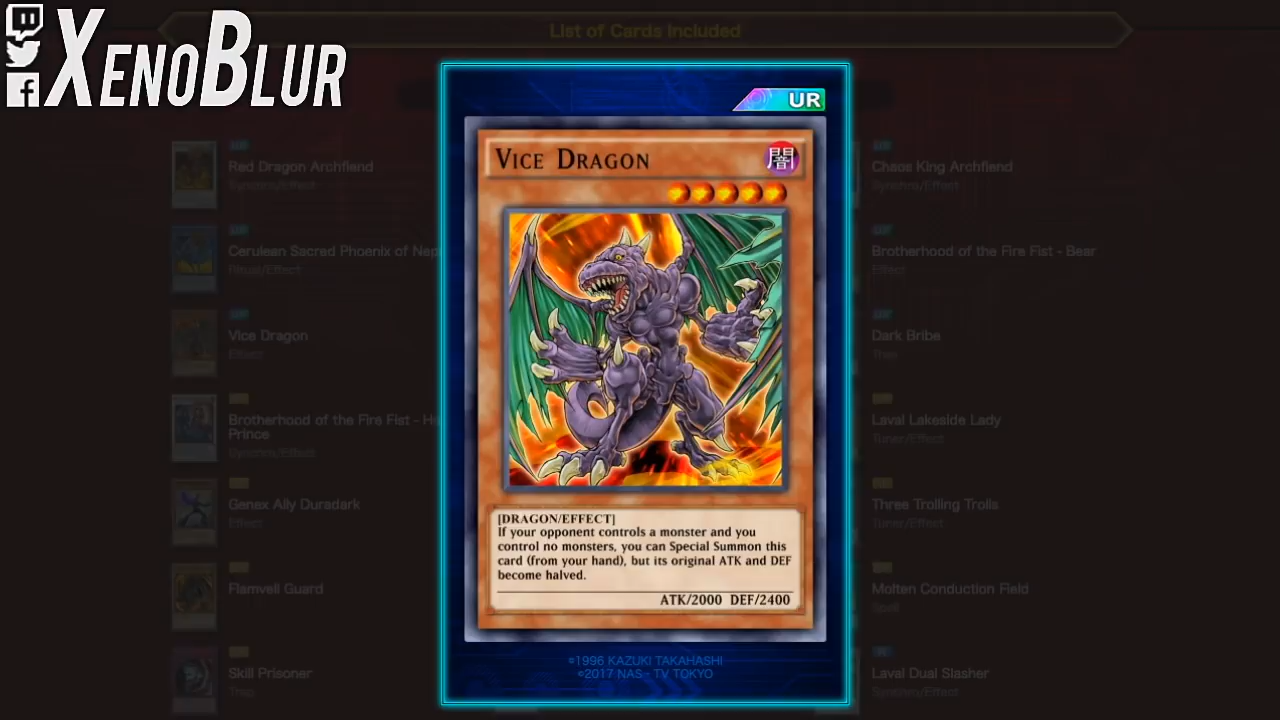 XENOBLUR
List of Cards Included
UR
VICE DRAGON
闇
[DRAGON/EFFECT]
If your opponent controls a monster and you
control no monsters, you can Special Summon this
card (from your hand), but its original ATK and DEF
become halved.
ATK/2000 DEF/2400
©1996 KAZUKI TAKAHASHI
©2017 NAS • TV TOKYO
UR
Red Dragon Archfiend
Synchro/Effect
UR
Cerulean Sacred Phoenix of Nep
Ritual/Effect
UR
Vice Dragon
Effect
Brotherhood of the Fire Fist - Ho
Prince
Synchro/Effect
Genex Ally Duradark
Effect
Flamvell Guard
Skill Prisoner
Trap
UR
Chaos King Archfiend
Synchro/Effect
UR
Brotherhood of the Fire Fist - Bear
Effect
UR
Dark Bribe
Trap
Laval Lakeside Lady
Tuner/Effect
Three Trolling Trolls
Tuner/Effect
Molten Conduction Field
Spell
Laval Dual Slasher
Synchro/Effect